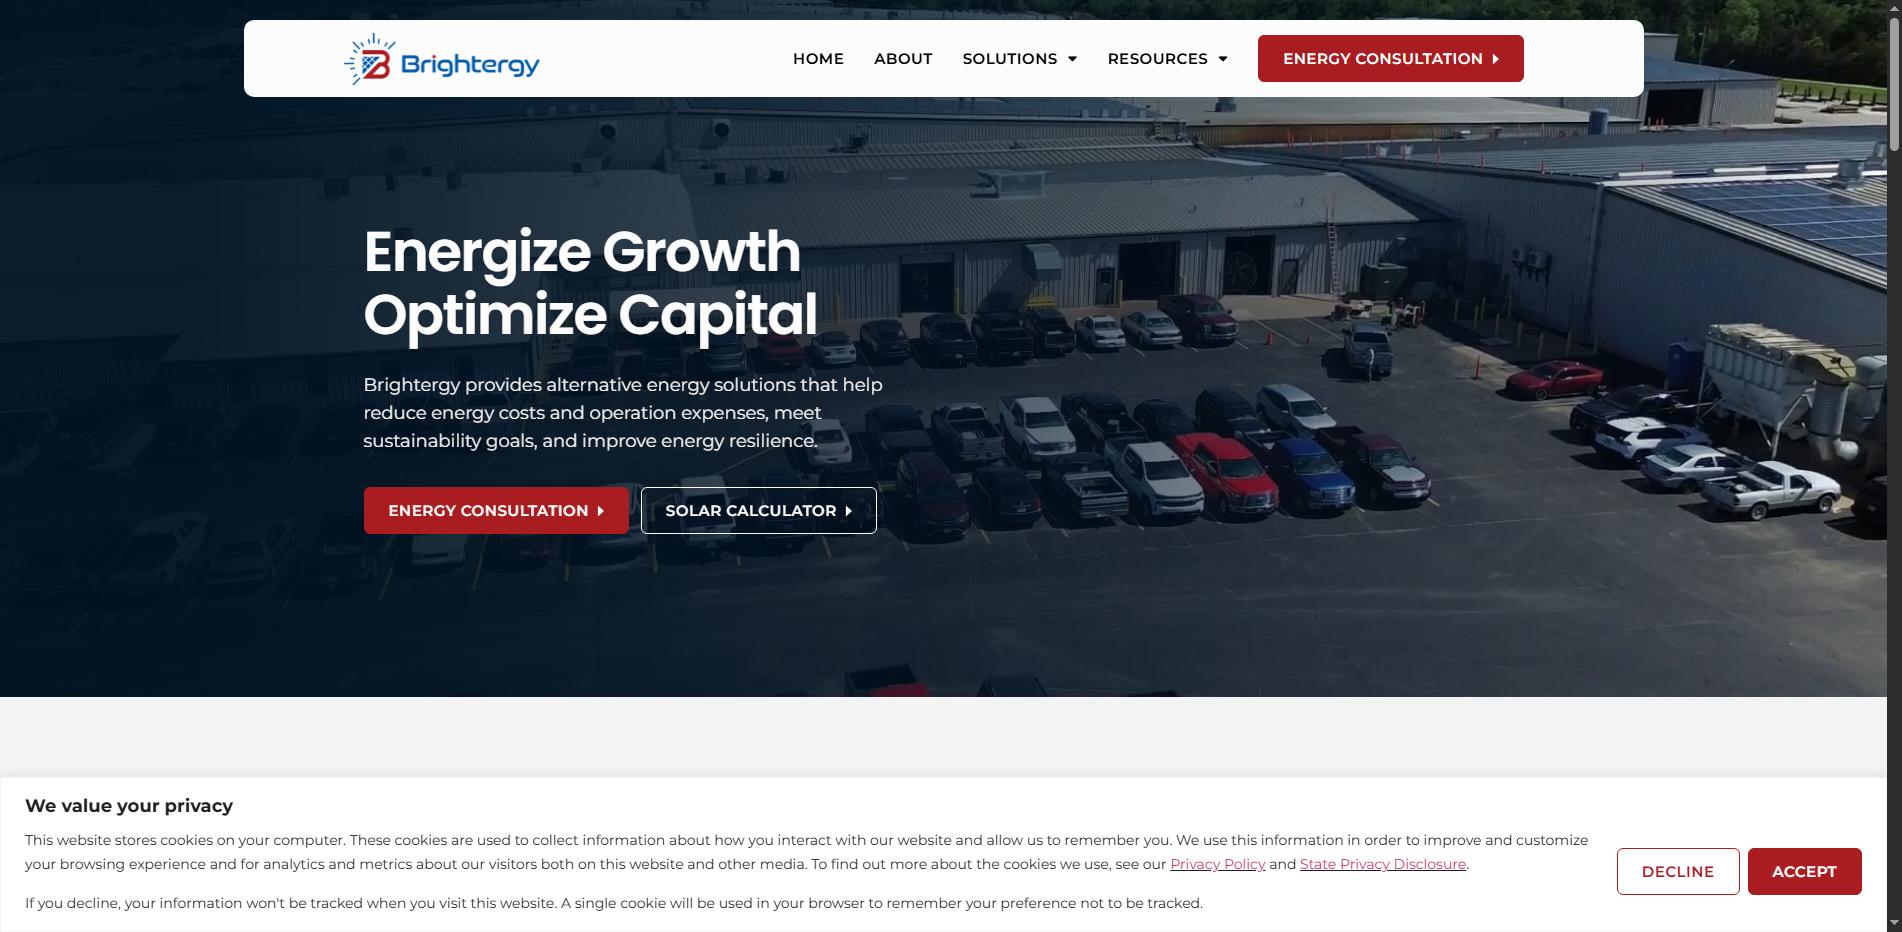 Brightergy
HOME
ABOUT
SOLUTIONS
RESOURCES
ENERGY CONSULTATION
Energize Growth
Optimize Capital
Brightergy provides alternative energy solutions that help
reduce energy costs and operation expenses, meet
sustainability goals, and improve energy resilience.
ENERGY CONSULTATION
SOLAR CALCULATOR
We value your privacy
This website stores cookies on your computer. These cookies are used to collect information about how you interact with our website and allow us to remember you. We use this information in order to improve and customize
your browsing experience and for analytics and metrics about our visitors both on this website and other media. To find out more about the cookies we use, see our Privacy Policy and State Privacy Disclosure.
If you decline, your information won't be tracked when you visit this website. A single cookie will be used in your browser to remember your preference not to be tracked.
DECLINE
ACCEPT